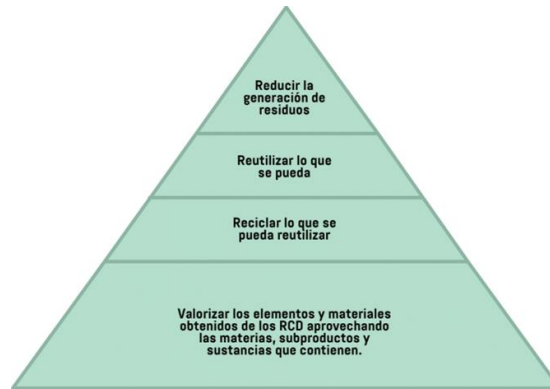 Reducir la
generación de
residuos
Reutilizar lo que
se pueda
Reciclar lo que se
pueda reutilizar
Valorizar los elementos y materiales
obtenidos de los RCD aprovechando
las materias, subproductos y
sustancias que contienen.